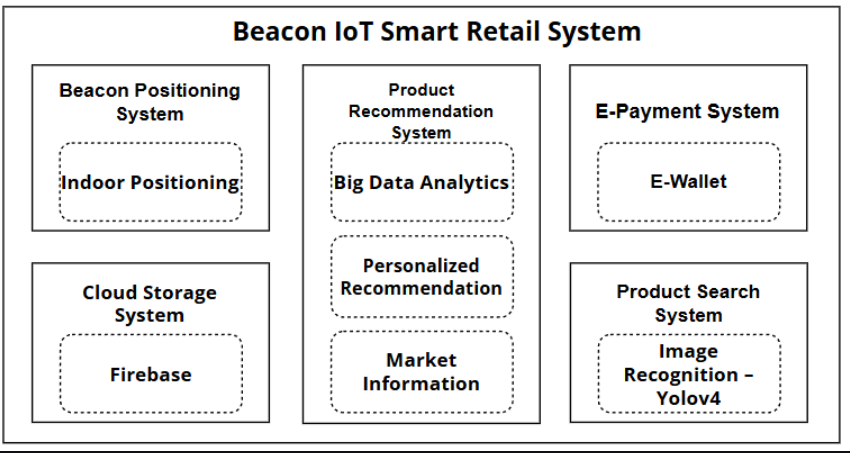 Beacon IoT Smart Retail System
Beacon Positioning
System
Indoor Positioning
Cloud Storage
System
Firebase
Product
Recommendation
System
Big Data Analytics
Personalized
Recommendation
Market
Information
E-Payment System
E-Wallet
Product Search
System
Image
Recognition –
Yolov4